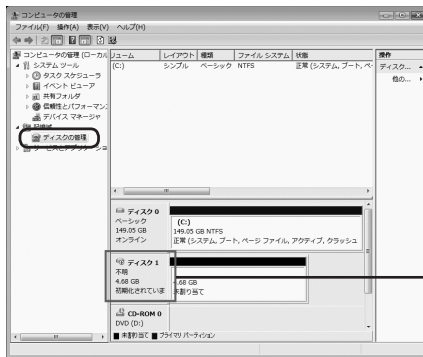 コンピュータの管理
ファイル(F) 操作(A) 表示(V) ヘルプ(H)
コンピュータの管理 (ローカル
システム ツール
タスク スケジューラ
イベント ビューア
共有フォルダ
信頼性とパフォーマン
デバイス マネージャ
記憶域
ディスクの管理
サービスとアプリケーショ
リューム レイアウト 種類 ファイル システム 状態
(C:) シンプル ベーシック NTFS 正常 (システム, ブート, ペ-
操作
ディスク...
他の...
ディスク 0
ベーシック
149.05 GB
オンライン
(C:)
149.05 GB NTFS
正常 (システム, ブート, ページ ファイル, アクティブ, クラッシュ
ディスク 1
不明
4.68 GB
初期化されていま
4.68 GB
未割り当て
CD-ROM 0
DVD (D:)
未割り当て プライマリ パーティション